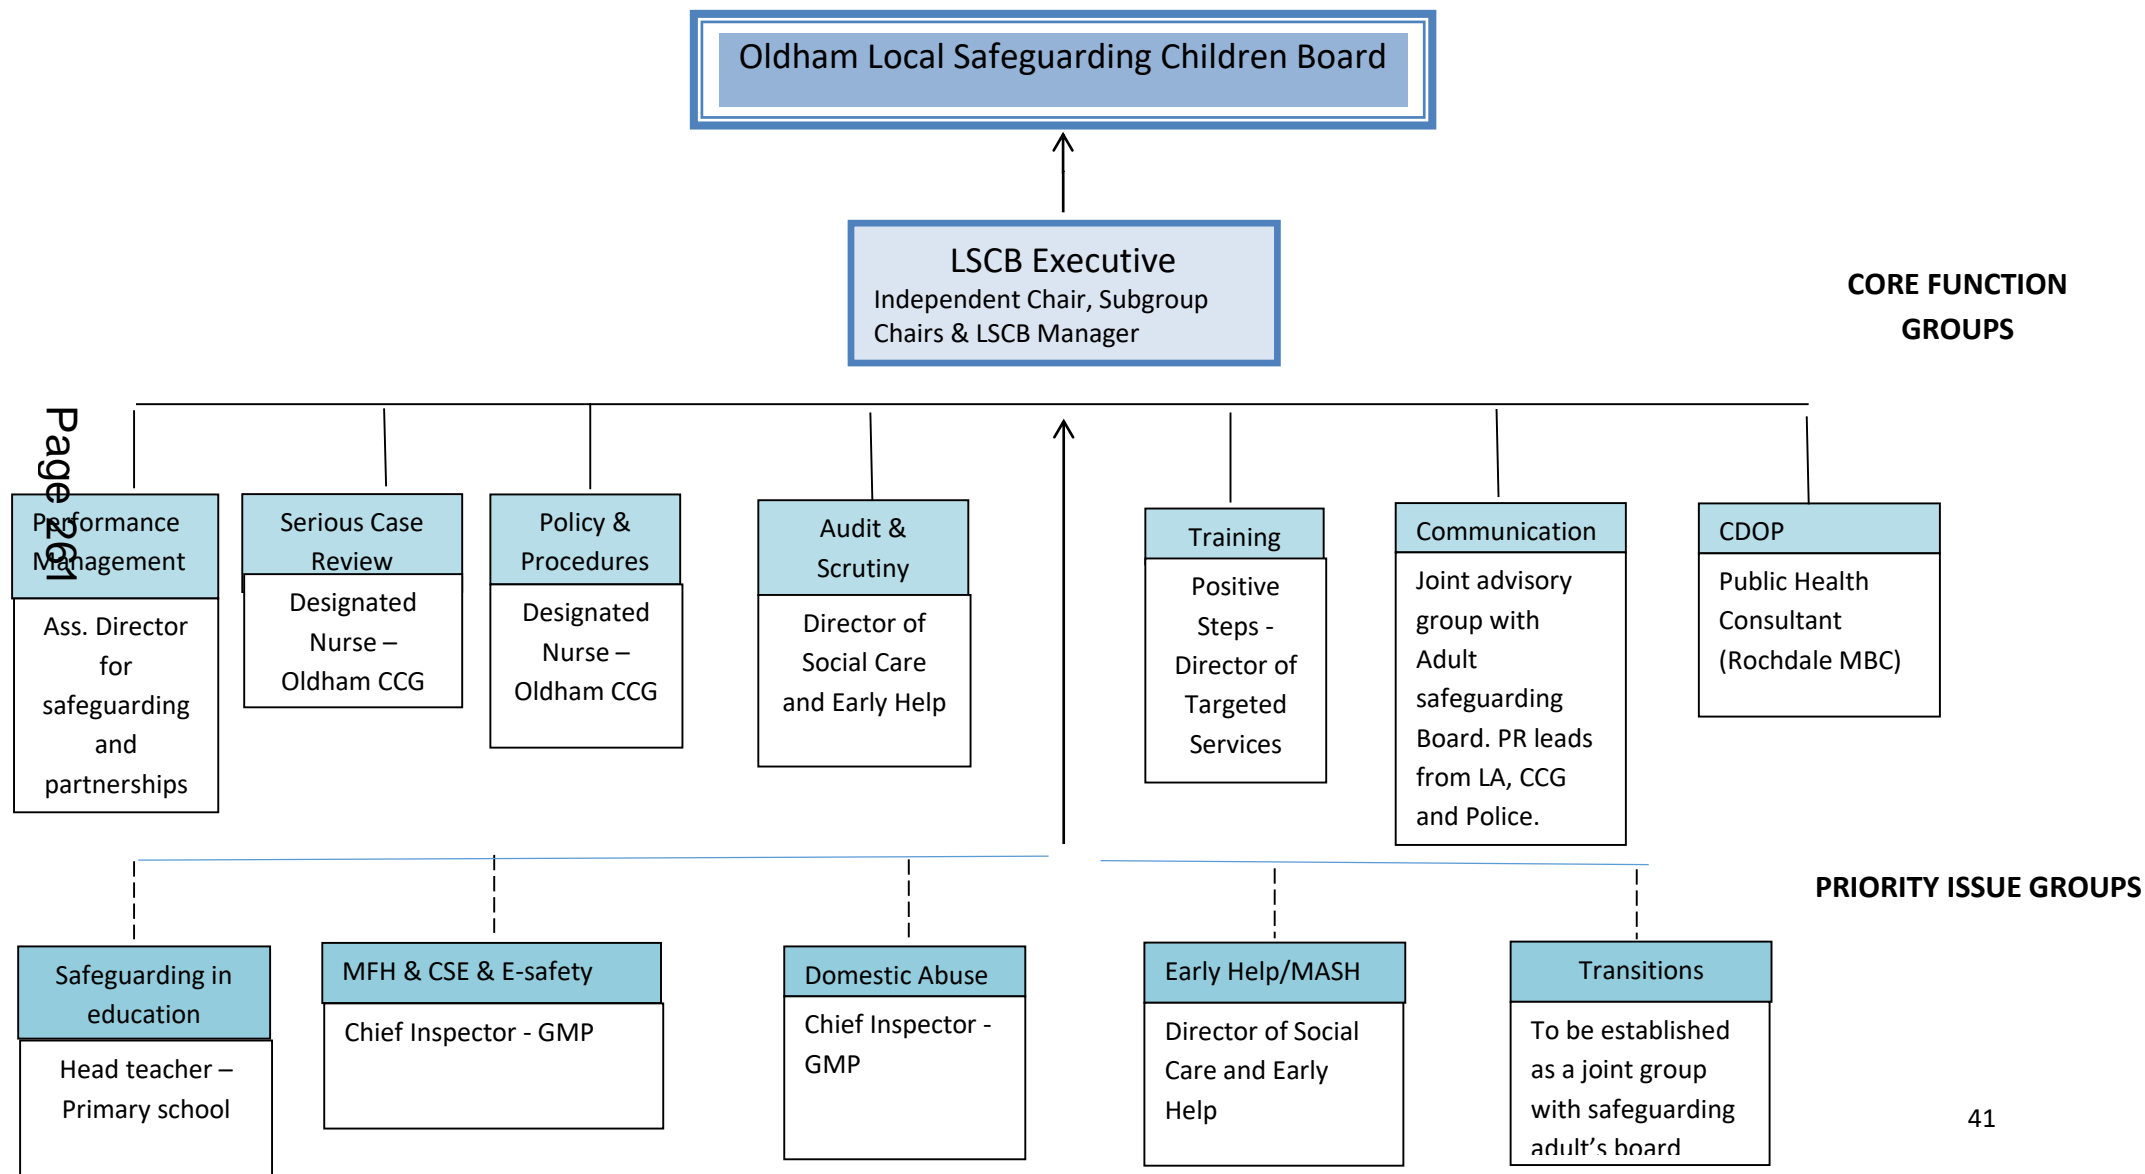 Oldham Local Safeguarding Children Board
LSCB Executive
Independent Chair, Subgroup
Chairs & LSCB Manager
CORE FUNCTION
GROUPS
Page 261
Performance
Management
Ass. Director
for
safeguarding
and
partnerships
Serious Case
Review
Designated
Nurse –
Oldham CCG
Policy &
Procedures
Designated
Nurse –
Oldham CCG
Audit &
Scrutiny
Director of
Social Care
and Early Help
Training
Positive
Steps -
Director of
Targeted
Services
Communication
Joint advisory
group with
Adult
safeguarding
Board. PR leads
from LA, CCG
and Police.
CDOP
Public Health
Consultant
(Rochdale MBC)
PRIORITY ISSUE GROUPS
Safeguarding in
education
Head teacher –
Primary school
MFH & CSE & E-safety
Chief Inspector - GMP
Domestic Abuse
Chief Inspector -
GMP
Early Help/MASH
Director of Social
Care and Early
Help
Transitions
To be established
as a joint group
with safeguarding
adult's board
41